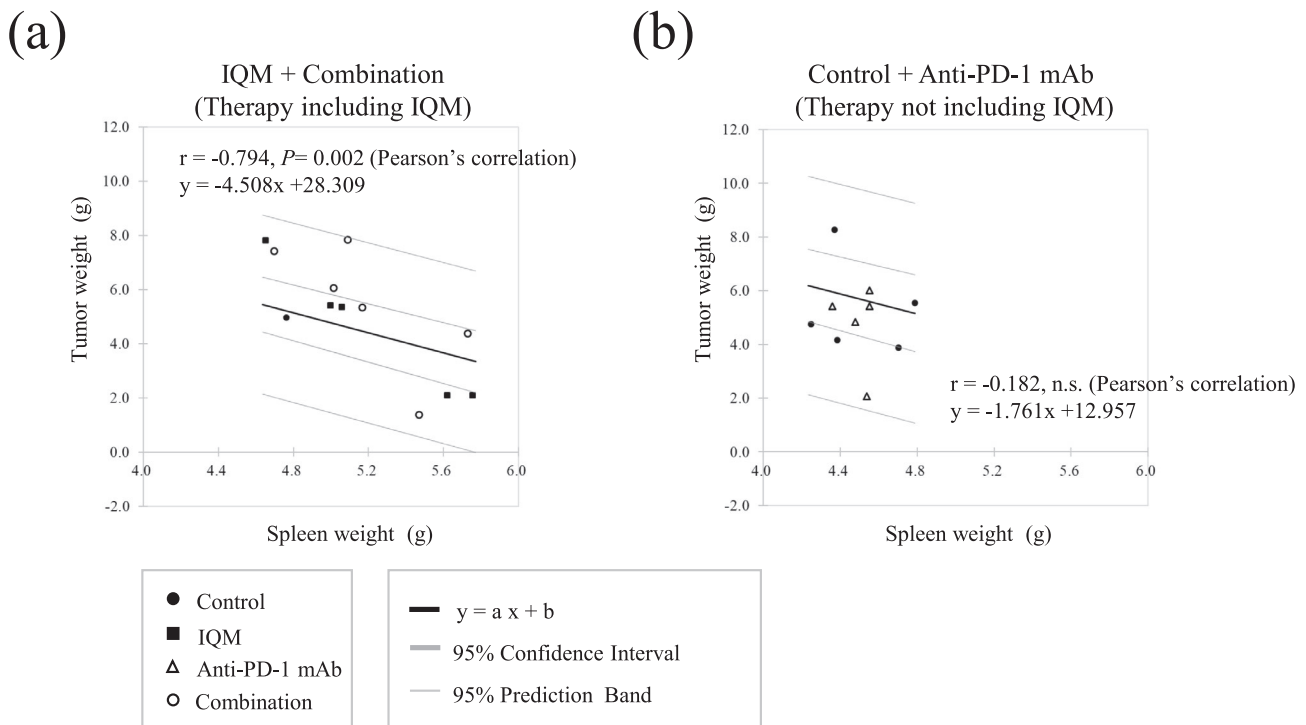 (a)
IQM + Combination
(Therapy including IQM)
12.0
r = -0.794, P= 0.002 (Pearson's correlation)
y = -4.508x +28.309
10.0
8.0
6.0
4.0
2.0
0.0
-2.0
4.0 4.4 4.8 5.2 5.6 6.0
Tumor weight (g)
Spleen weight (g)
(b)
Control + Anti-PD-1 mAb
(Therapy not including IQM)
12.0
10.0
8.0
6.0
4.0
2.0
0.0
-2.0
r = -0.182, n.s. (Pearson's correlation)
y = -1.761x +12.957
4.0 4.4 4.8 5.2 5.6 6.0
Tumor weight (g)
Spleen weight (g)
Control
IQM
Anti-PD-1 mAb
Combination
y = a x + b
95% Confidence Interval
95% Prediction Band